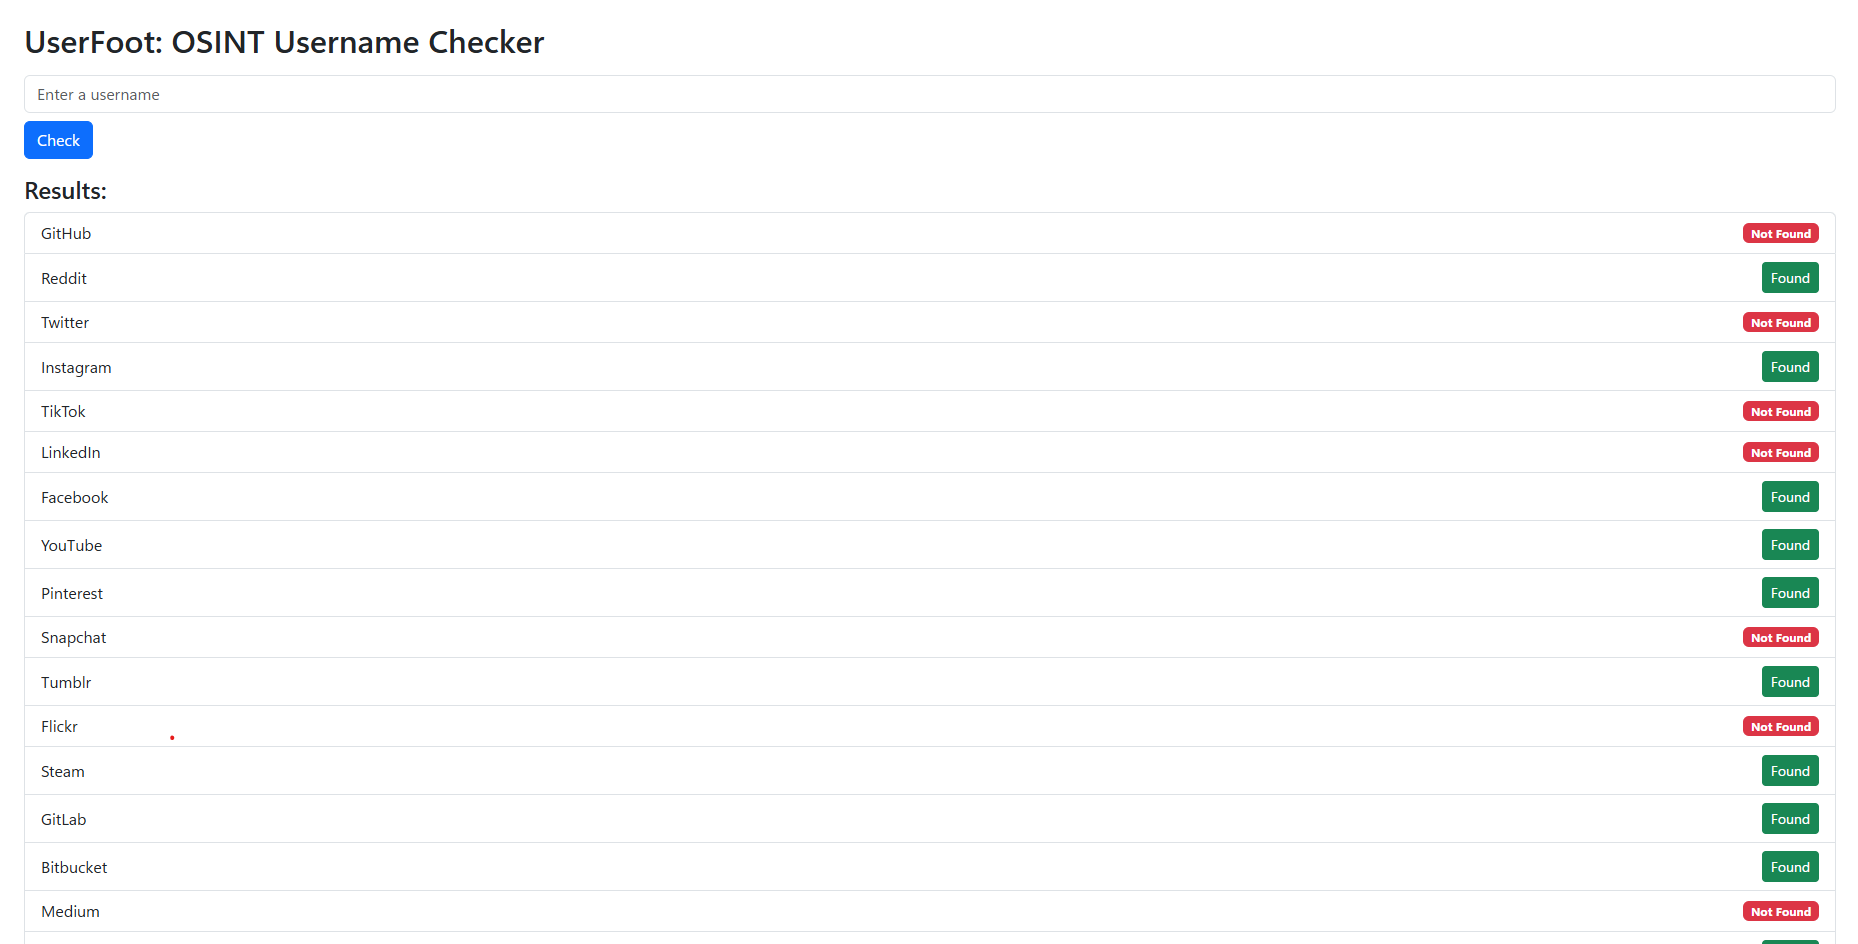 UserFoot: OSINT Username Checker
Enter a username
Check
Results:
GitHub Not Found
Reddit Found
Twitter Not Found
Instagram Found
TikTok Not Found
LinkedIn Not Found
Facebook Found
YouTube Found
Pinterest Found
Snapchat Not Found
Tumblr Found
Flickr Not Found
Steam Found
GitLab Found
Bitbucket Found
Medium Not Found